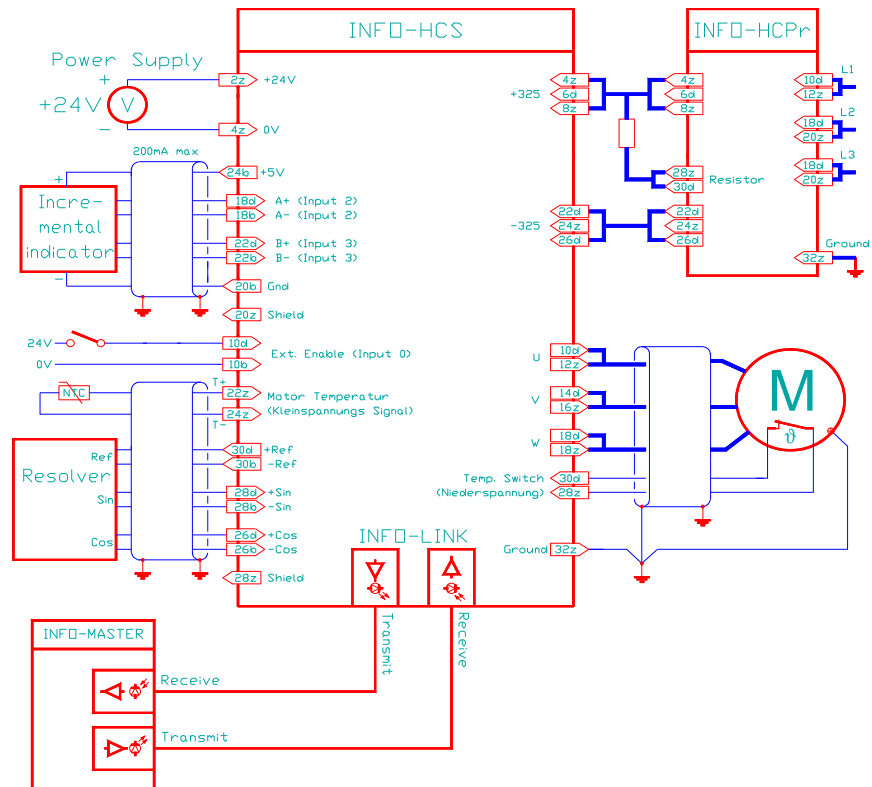 INFO-HCS
INFO-HCPr
Power Supply
+
+24V
V
−
2z
+24V
4z
0V
200mA max
24b
+5V
+
Incre-
mental
indicator
−
18d
A+ (Input 2)
18b
A- (Input 2)
22d
B+ (Input 3)
22b
B- (Input 3)
20b
Gnd
20z
Shield
24V
10d
0V
10b
Ext. Enable (Input 0)
NTC
T+
22z
24z
T-
Motor Temperatur
(Kleinspannungs Signal)
Resolver
Ref
Sin
Cos
30d
+Ref
30b
-Ref
28d
+Sin
28b
-Sin
26d
+Cos
26b
-Cos
28z
Shield
+325
4z
6d
8z
4z
6d
8z
28z
30d
Resistor
-325
22d
24z
26d
22d
24z
26d
10d
12z
L1
18d
20z
L2
18d
20z
L3
Ground
32z
U
10d
12z
V
14d
16z
W
18d
18z
Temp. Switch
(Niederspannung)
30d
28z
Ground
32z
M
ϑ
INFO-LINK
Transmit
Receive
INFO-MASTER
Receive
Transmit